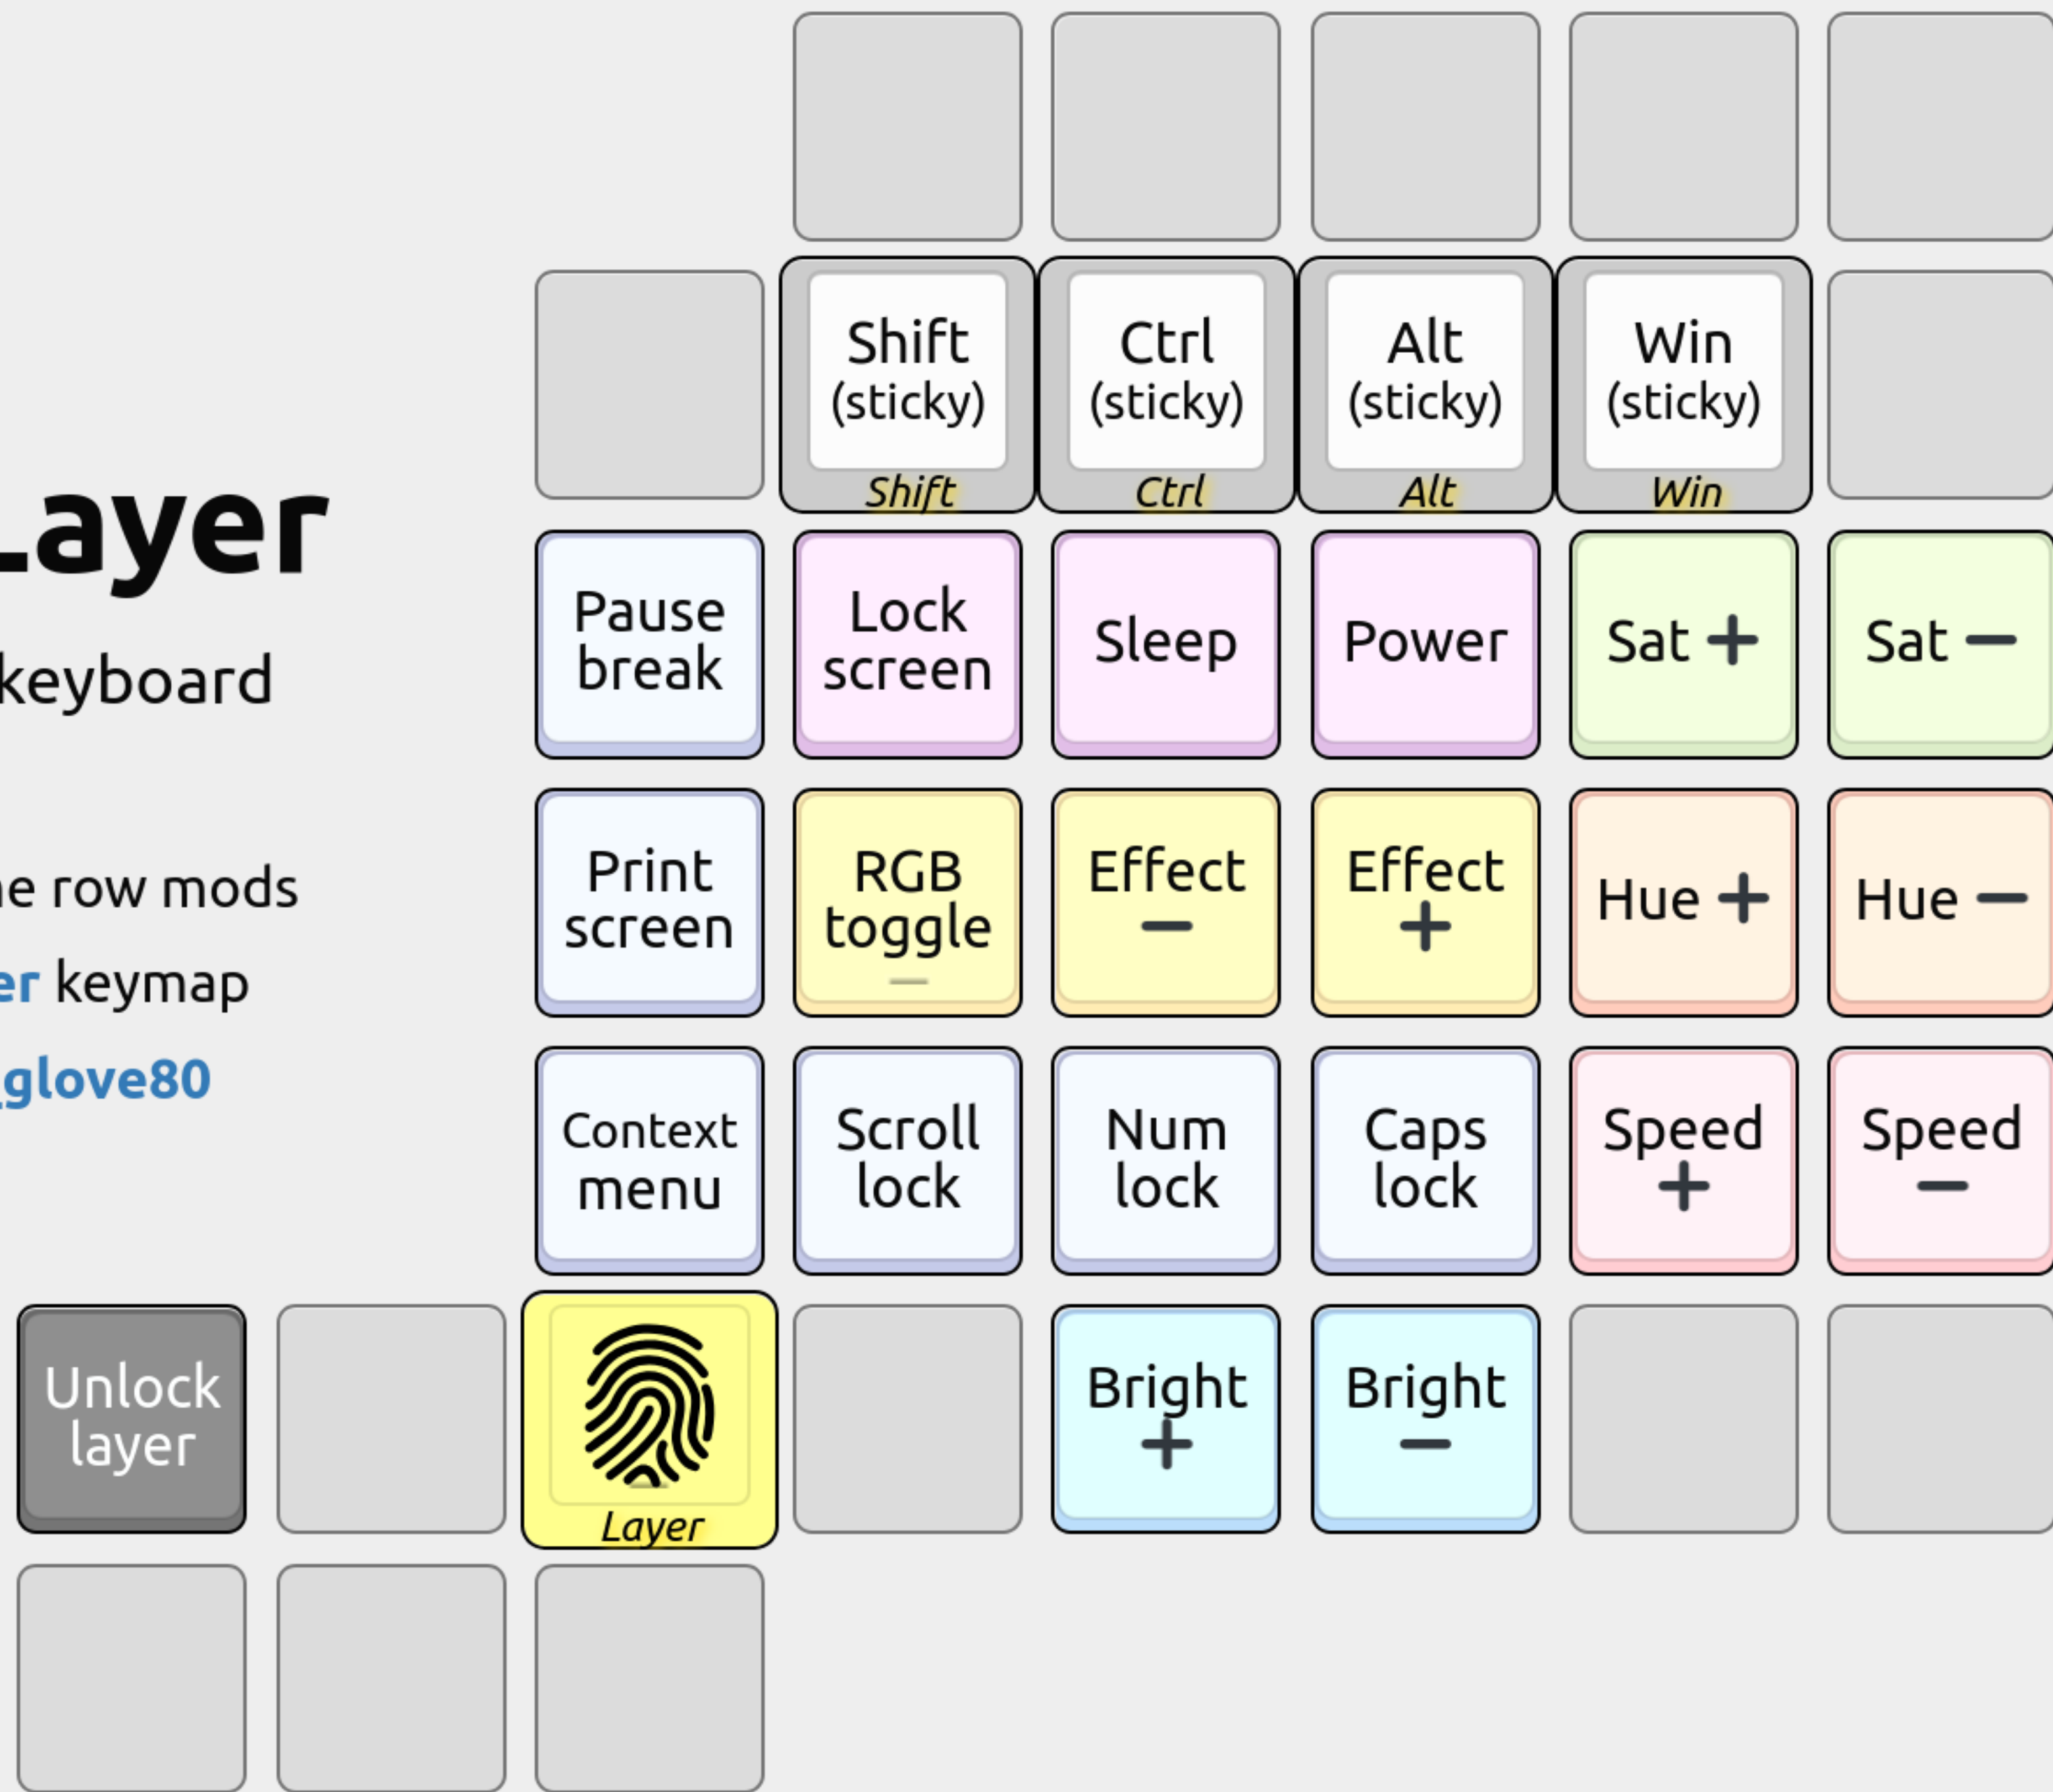 Shift
(sticky)
Shift
Ctrl
(sticky)
Ctrl
Alt
(sticky)
Alt
Win
(sticky)
Win
Layer
keyboard
row mods
keymap
glove80
Pause
break
Lock
screen
Sleep
Power
Sat +
Sat −
Print
screen
RGB
toggle
Effect
−
Effect
+
Hue +
Hue −
Context
menu
Scroll
lock
Num
lock
Caps
lock
Speed
+
Speed
−
Unlock
layer
Layer
Bright
+
Bright
−